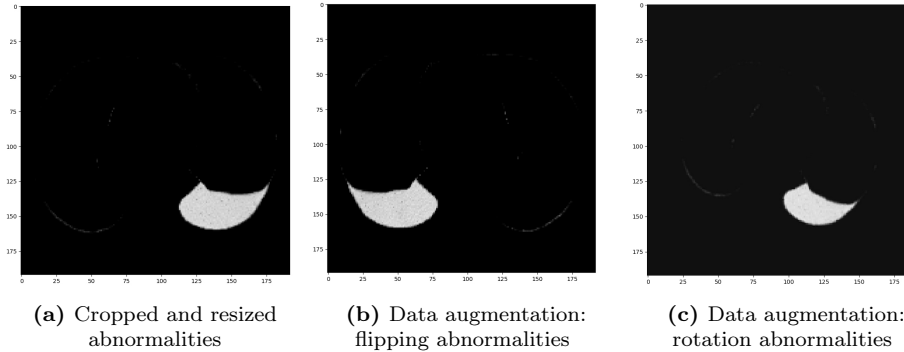 0
25
50
75
100
125
150
175
0 25 50 75 100 125 150 175
(a) Cropped and resized
abnormalities
0
25
50
75
100
125
150
175
0 25 50 75 100 125 150 175
(b) Data augmentation:
flipping abnormalities
0
25
50
75
100
125
150
175
0 25 50 75 100 125 150 175
(c) Data augmentation:
rotation abnormalities